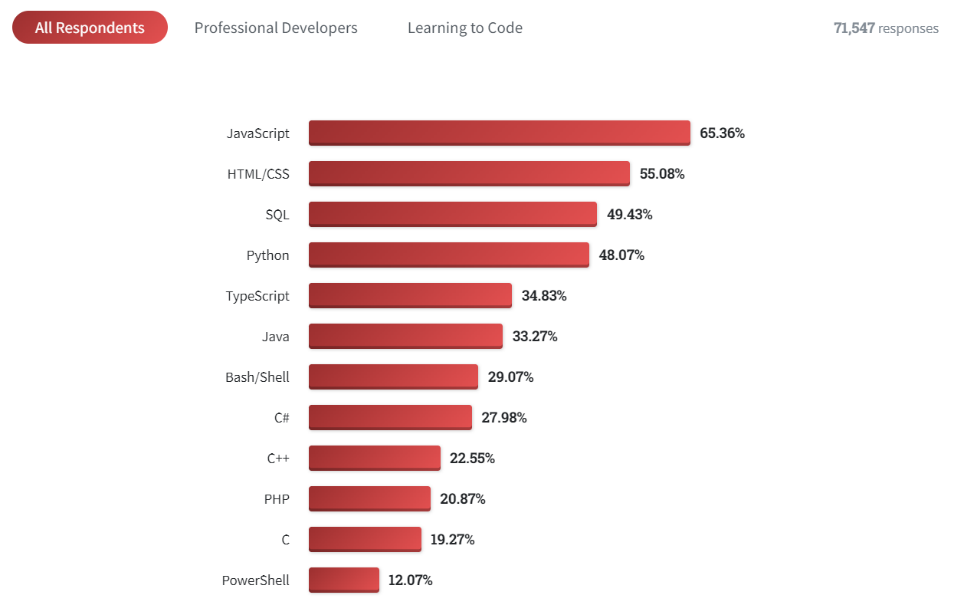 All Respondents Professional Developers Learning to Code 71,547 responses
JavaScript 65.36%
HTML/CSS 55.08%
SQL 49.43%
Python 48.07%
TypeScript 34.83%
Java 33.27%
Bash/Shell 29.07%
C# 27.98%
C++ 22.55%
PHP 20.87%
C 19.27%
PowerShell 12.07%